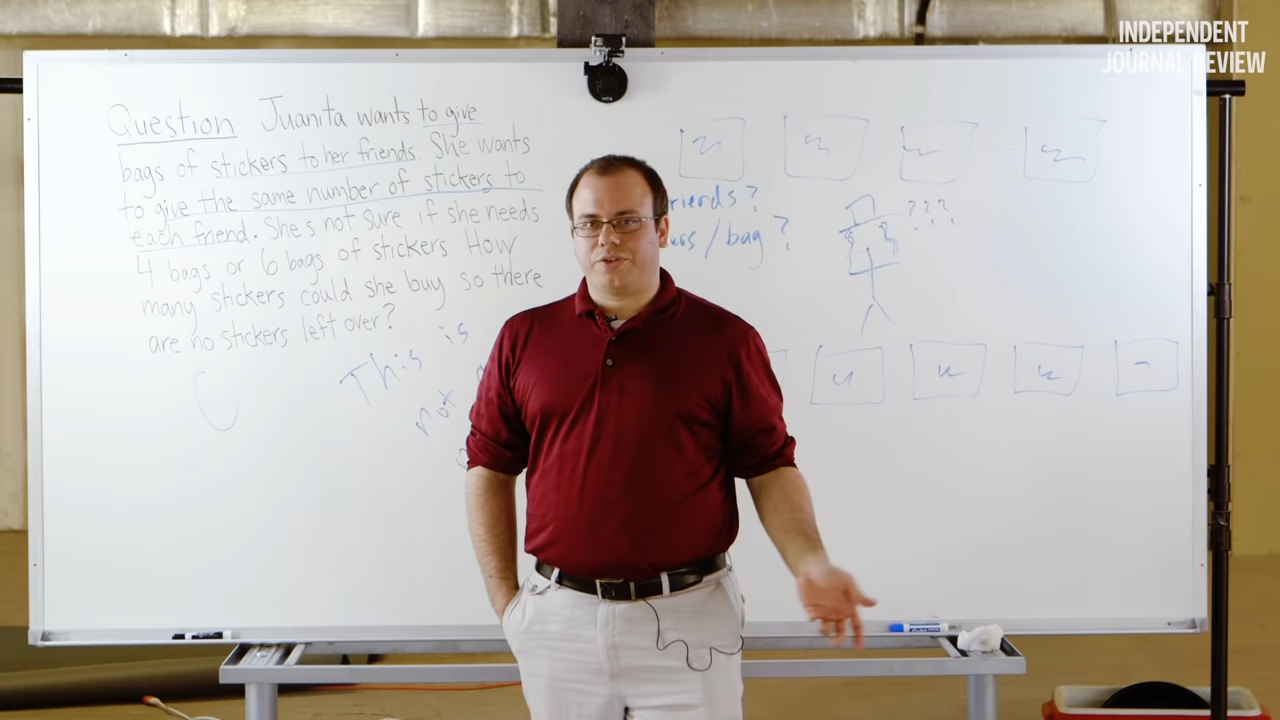 INDEPENDENT
JOURNAL REVIEW
Question Juanita wants to give
bags of stickers to her friends. She wants
to give the same number of stickers to
each friend. She's not sure if she needs
4 bags or 6 bags of stickers How
many stickers could she buy so there
are no stickers left over?
This is
not
riends?
/bag?
???